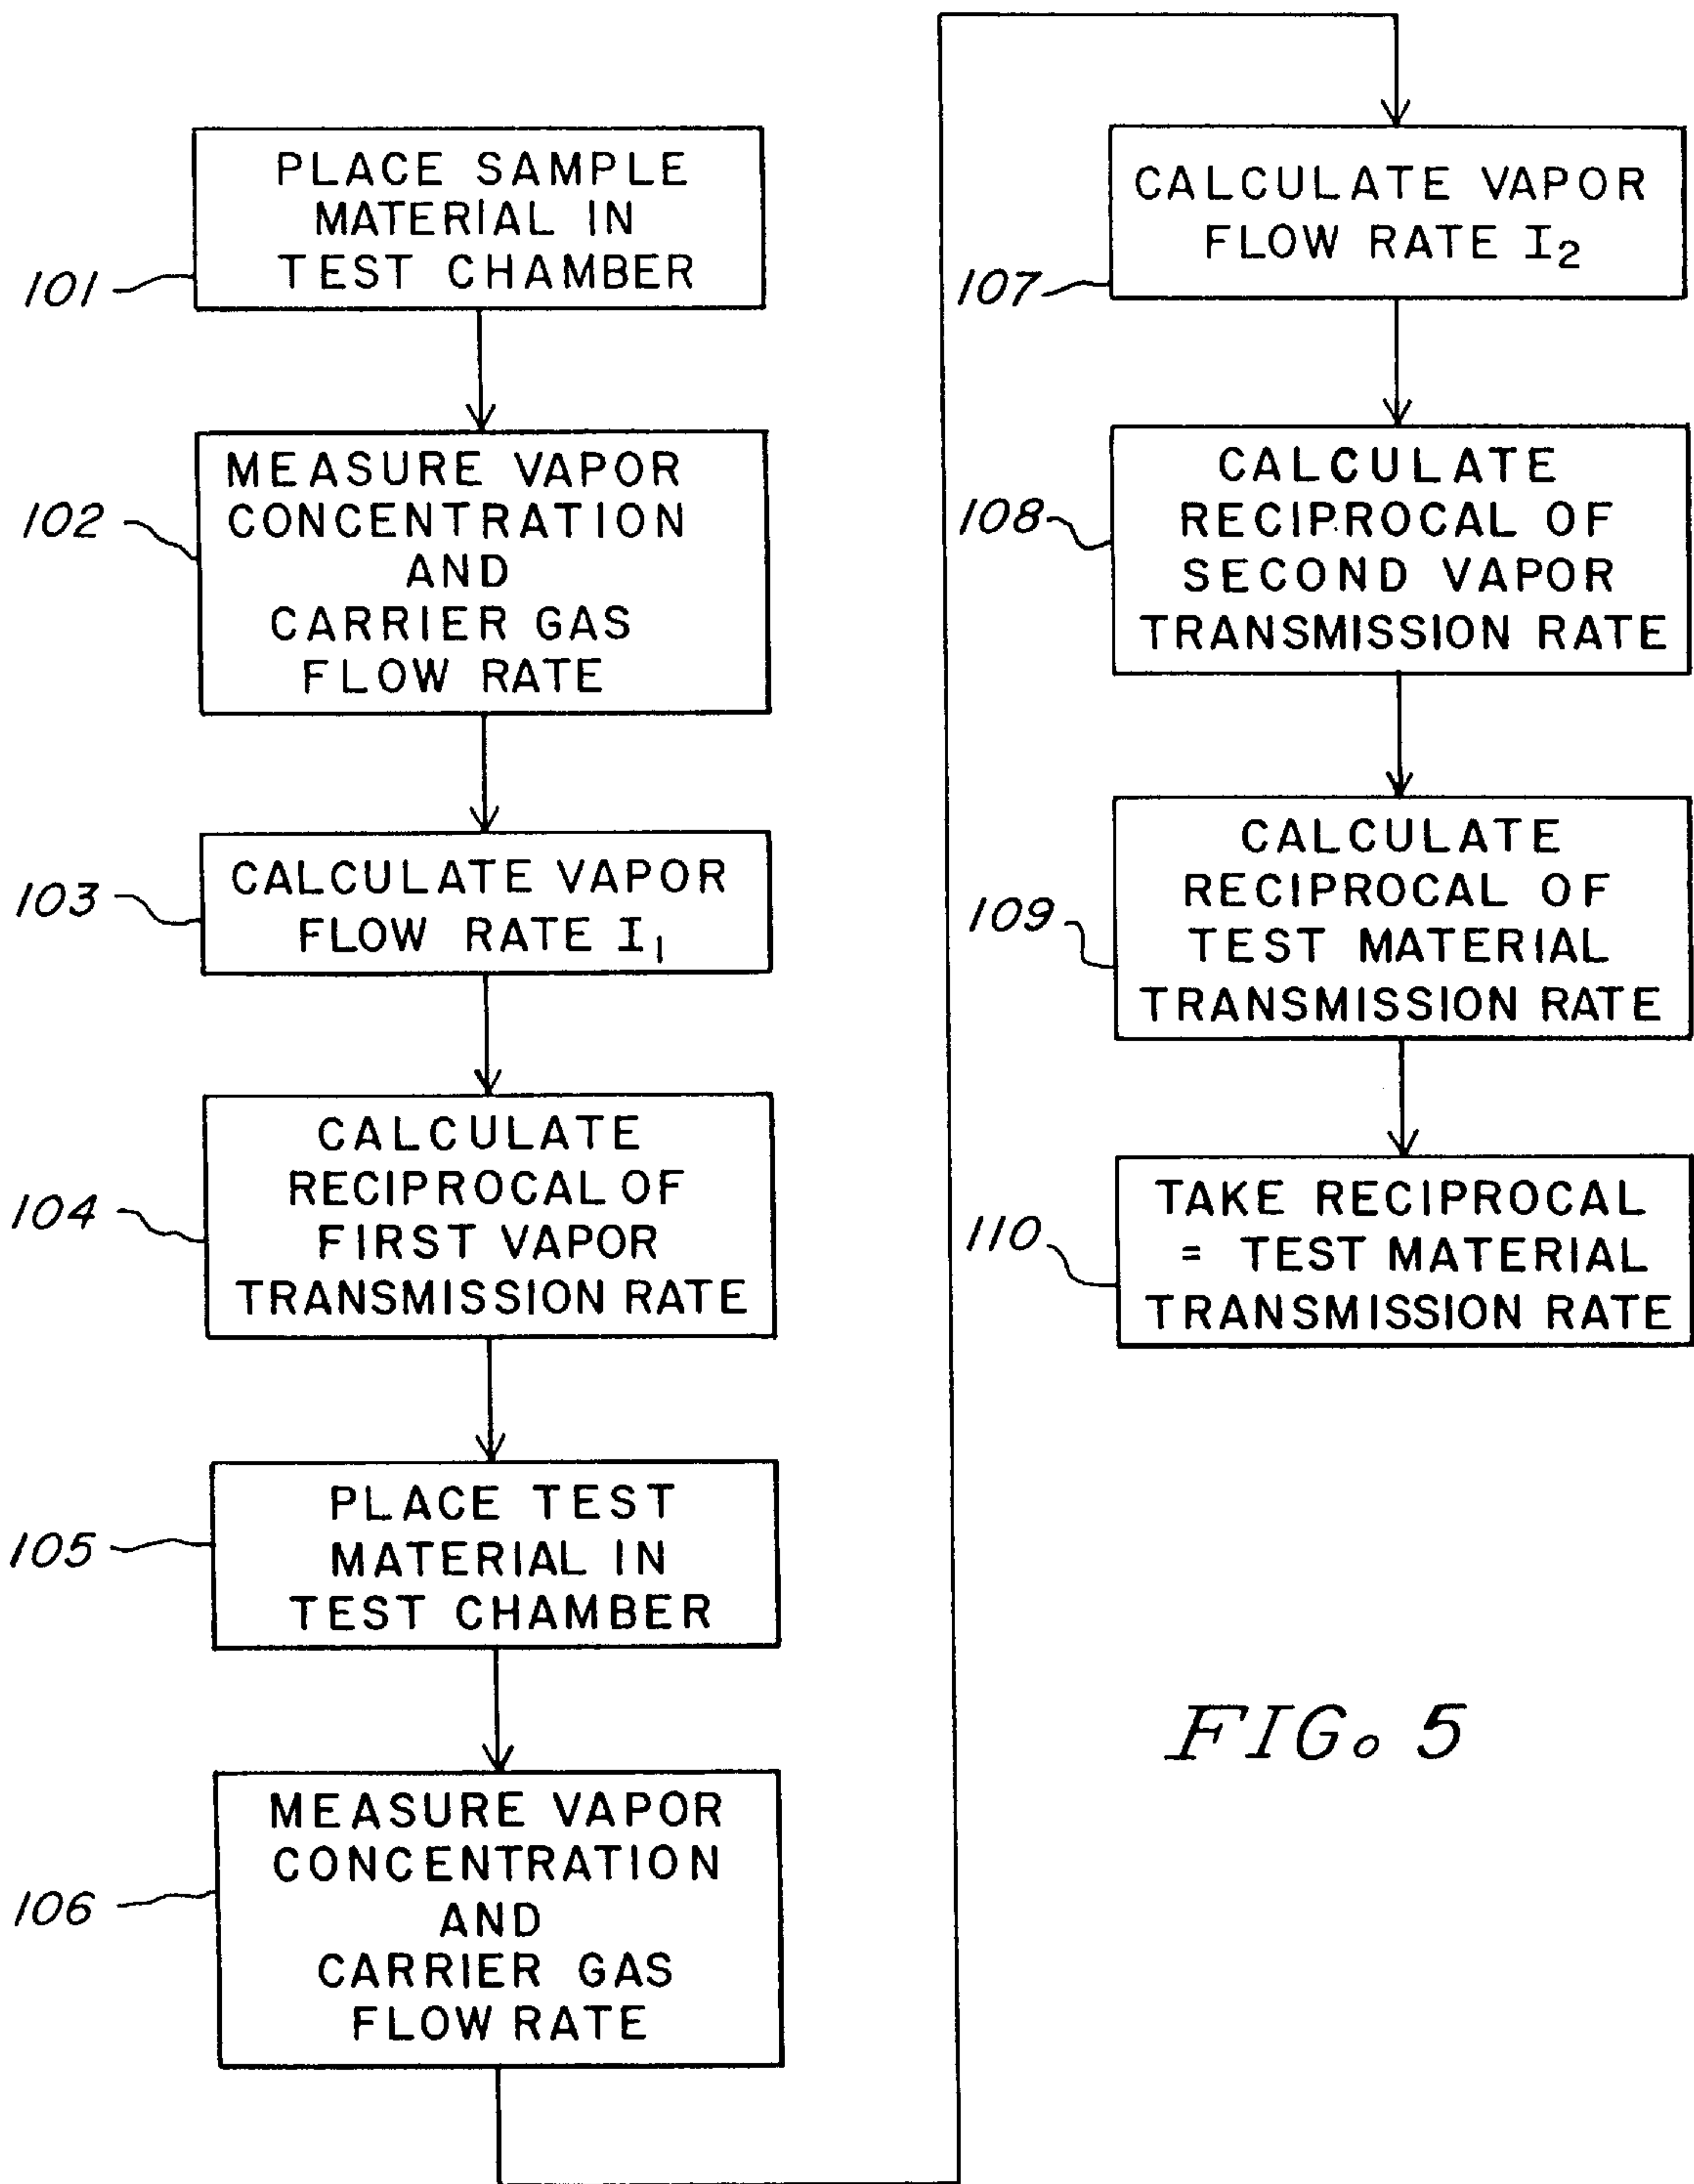 PLACE SAMPLE
MATERIAL IN
TEST CHAMBER
101
MEASURE VAPOR
CONCENTRATION
AND
CARRIER GAS
FLOW RATE
102
CALCULATE VAPOR
FLOW RATE I₁
103
CALCULATE
RECIPROCAL OF
FIRST VAPOR
TRANSMISSION RATE
104
PLACE TEST
MATERIAL IN
TEST CHAMBER
105
MEASURE VAPOR
CONCENTRATION
AND
CARRIER GAS
FLOW RATE
106
CALCULATE VAPOR
FLOW RATE I₂
107
CALCULATE
RECIPROCAL OF
SECOND VAPOR
TRANSMISSION RATE
108
CALCULATE
RECIPROCAL OF
TEST MATERIAL
TRANSMISSION RATE
109
TAKE RECIPROCAL
= TEST MATERIAL
TRANSMISSION RATE
110
FIG. 5